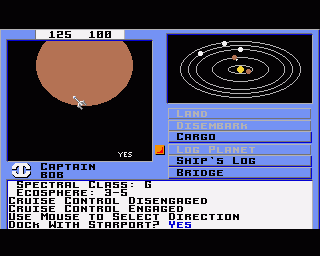 125 100
YES
LAND
DISEMBARK
CARGO
LOG PLANET
SHIP'S LOG
BRIDGE
CAPTAIN
BOB
SPECTRAL CLASS: G
ECOSPHERE: 3-5
CRUISE CONTROL DISENGAGED
CRUISE CONTROL ENGAGED
USE MOUSE TO SELECT DIRECTION
DOCK WITH STARPORT? YES